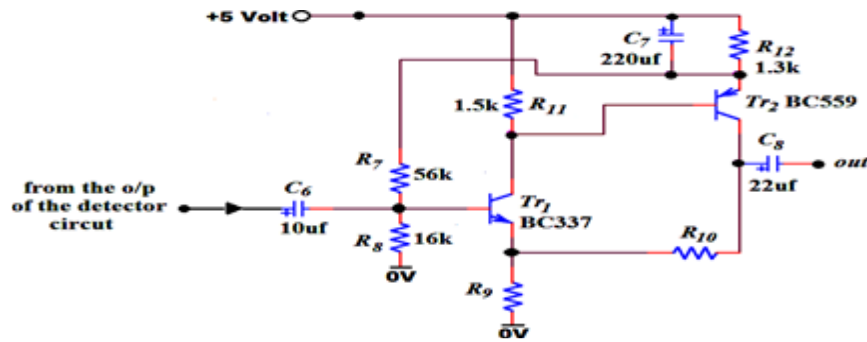 +5 Volt
C7
220uf
R12
1.3k
1.5k
R11
Tr2 BC559
R7
56k
C8
22uf
out
from the o/p
of the detector
circut
C6
10uf
R8
16k
Tr1
BC337
R10
0V
R9
0V